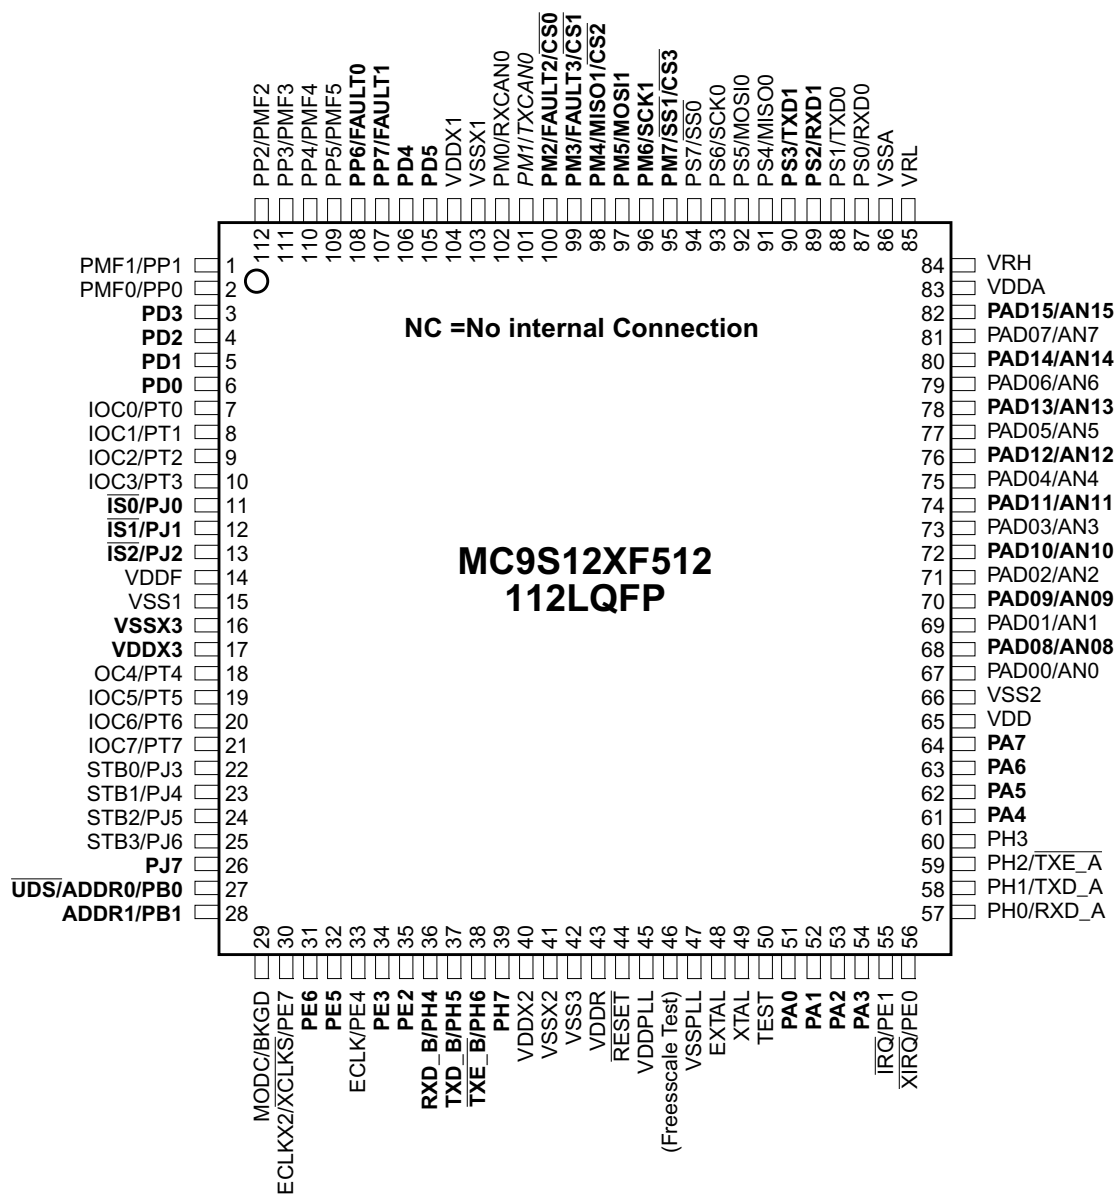 PP2/PMF2
PP3/PMF3
PP4/PMF4
PP5/PMF5
PP6/FAULT0
PP7/FAULT1
PD4
PD5
VDDX1
VSSX1
PM0/RXCAN0
PM1/TXCAN0
PM2/FAULT2/CS0
PM3/FAULT3/CS1
PM4/MISO1/CS2
PM5/MOSI1
PM6/SCK1
PM7/SS1/CS3
PS7/SS0
PS6/SCK0
PS5/MOSI0
PS4/MISO0
PS3/TXD1
PS2/RXD1
PS1/TXD0
PS0/RXD0
VSSA
VRL
112
111
110
109
108
107
106
105
104
103
102
101
100
99
98
97
96
95
94
93
92
91
90
89
88
87
86
85
PMF1/PP1 1
PMF0/PP0 2
PD3 3
PD2 4
PD1 5
PD0 6
IOC0/PT0 7
IOC1/PT1 8
IOC2/PT2 9
IOC3/PT3 10
IS0/PJ0 11
IS1/PJ1 12
IS2/PJ2 13
VDDF 14
VSS1 15
VSSX3 16
VDDX3 17
OC4/PT4 18
IOC5/PT5 19
IOC6/PT6 20
IOC7/PT7 21
STB0/PJ3 22
STB1/PJ4 23
STB2/PJ5 24
STB3/PJ6 25
PJ7 26
UDS/ADDR0/PB0 27
ADDR1/PB1 28
NC =No internal Connection
MC9S12XF512
112LQFP
84 VRH
83 VDDA
82 PAD15/AN15
81 PAD07/AN7
80 PAD14/AN14
79 PAD06/AN6
78 PAD13/AN13
77 PAD05/AN5
76 PAD12/AN12
75 PAD04/AN4
74 PAD11/AN11
73 PAD03/AN3
72 PAD10/AN10
71 PAD02/AN2
70 PAD09/AN09
69 PAD01/AN1
68 PAD08/AN08
67 PAD00/AN0
66 VSS2
65 VDD
64 PA7
63 PA6
62 PA5
61 PA4
60 PH3
59 PH2/TXE_A
58 PH1/TXD_A
57 PH0/RXD_A
29
30
31
32
33
34
35
36
37
38
39
40
41
42
43
44
45
46
47
48
49
50
51
52
53
54
55
56
MODC/BKGD
ECLKX2/XCLKS/PE7
PE6
PE5
ECLK/PE4
PE3
PE2
RXD_B/PH4
TXD_B/PH5
TXE_B/PH6
PH7
VDDX2
VSSX2
VSS3
VDDR
RESET
VDDPLL
(Freesscale Test)
VSSPLL
EXTAL
XTAL
TEST
PA0
PA1
PA2
PA3
IRQ/PE1
XIRQ/PE0